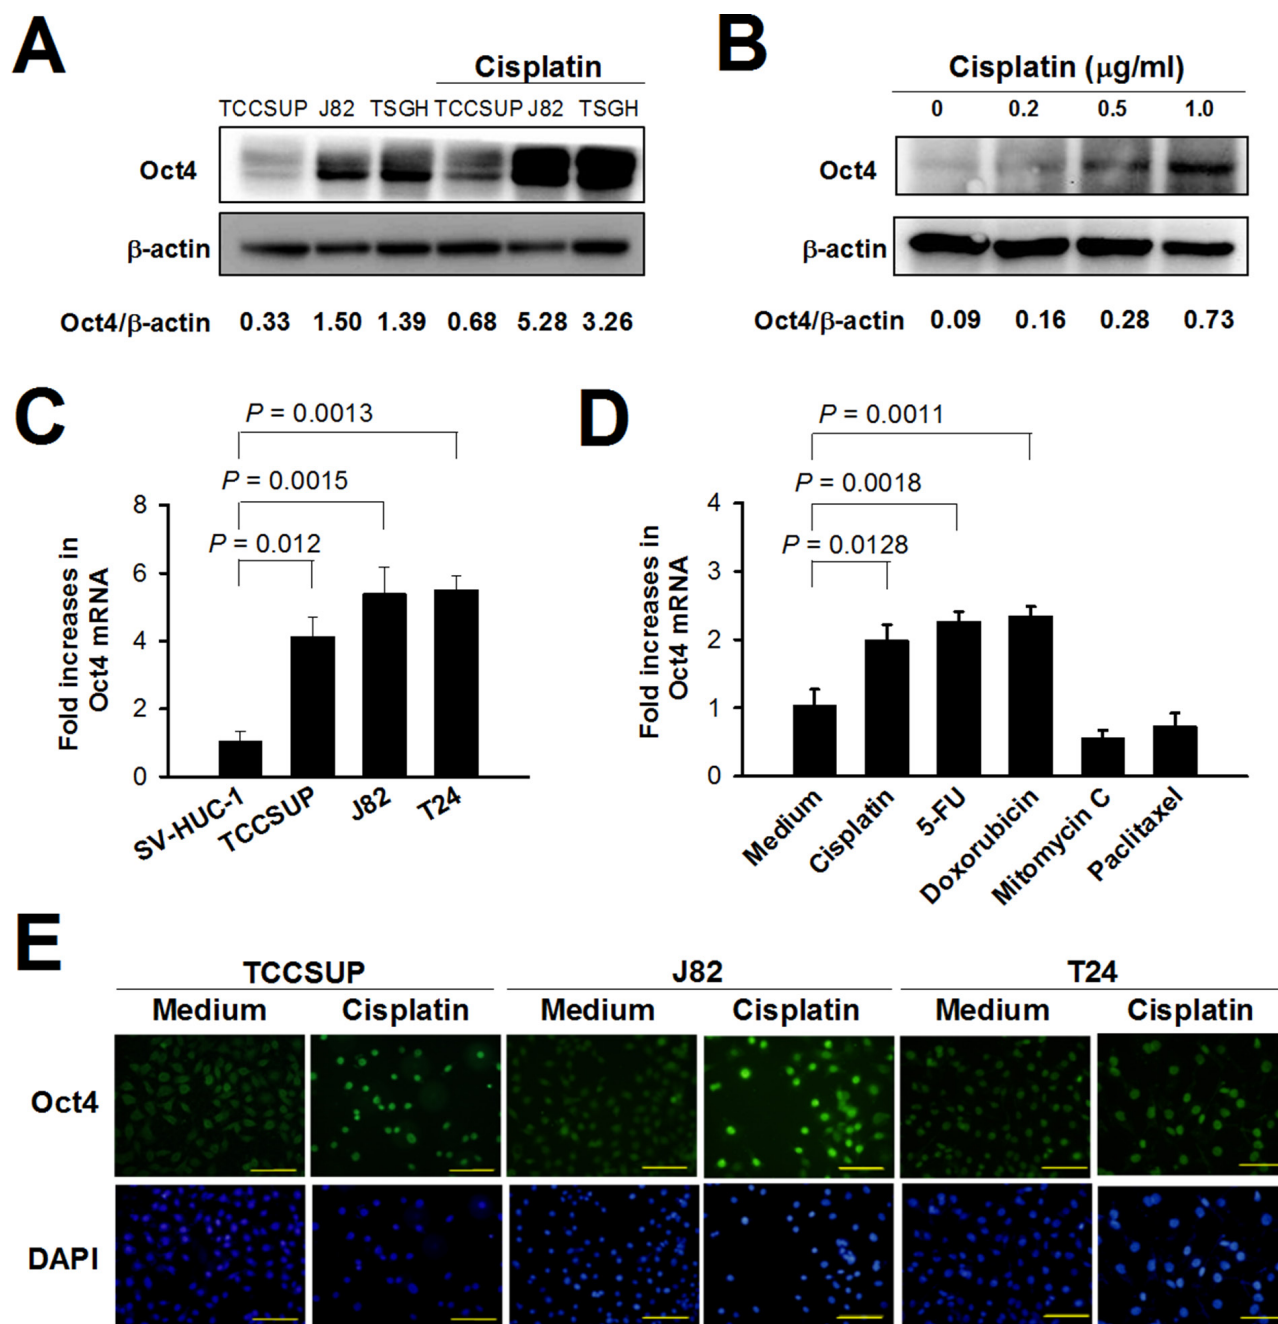 A
Cisplatin
TCCSUP J82 TSGH TCCSUP J82 TSGH
Oct4
β-actin
Oct4/β-actin 0.33 1.50 1.39 0.68 5.28 3.26
B
Cisplatin (μg/ml)
0 0.2 0.5 1.0
Oct4
β-actin
Oct4/β-actin 0.09 0.16 0.28 0.73
C
P = 0.0013
P = 0.0015
P = 0.012
Fold increases in
Oct4 mRNA
8
6
4
2
0
SV-HUC-1 TCCSUP J82 T24
D
P = 0.0011
P = 0.0018
P = 0.0128
Fold increases in
Oct4 mRNA
4
3
2
1
0
Medium Cisplatin 5-FU Doxorubicin Mitomycin C Paclitaxel
E
TCCSUP J82 T24
Medium Cisplatin Medium Cisplatin Medium Cisplatin
Oct4
DAPI